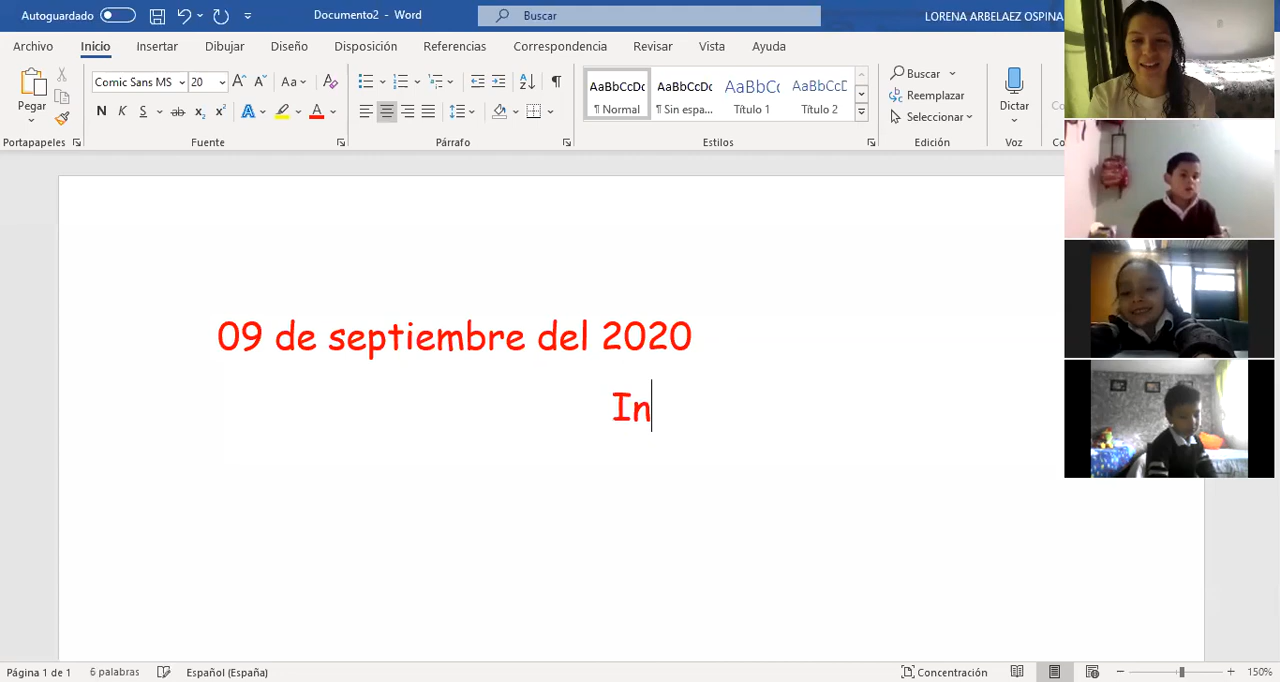 Autoguardado Documento2 - Word Buscar LORENA ARBELAEZ OSPINA
Archivo Inicio Insertar Dibujar Diseño Disposición Referencias Correspondencia Revisar Vista Ayuda
Pegar Comic Sans MS 20 Aa AaBbCcDc AaBbCcDc AaBbCc AaBbCcD Buscar Dictar
N K S ab x₂ x² A A ¶ Normal ¶ Sin espa... Título 1 Título 2 Reemplazar
Seleccionar
Portapapeles Fuente Párrafo Estilos Edición Voz
09 de septiembre del 2020
In
Página 1 de 1 6 palabras Español (España) Concentración 150%